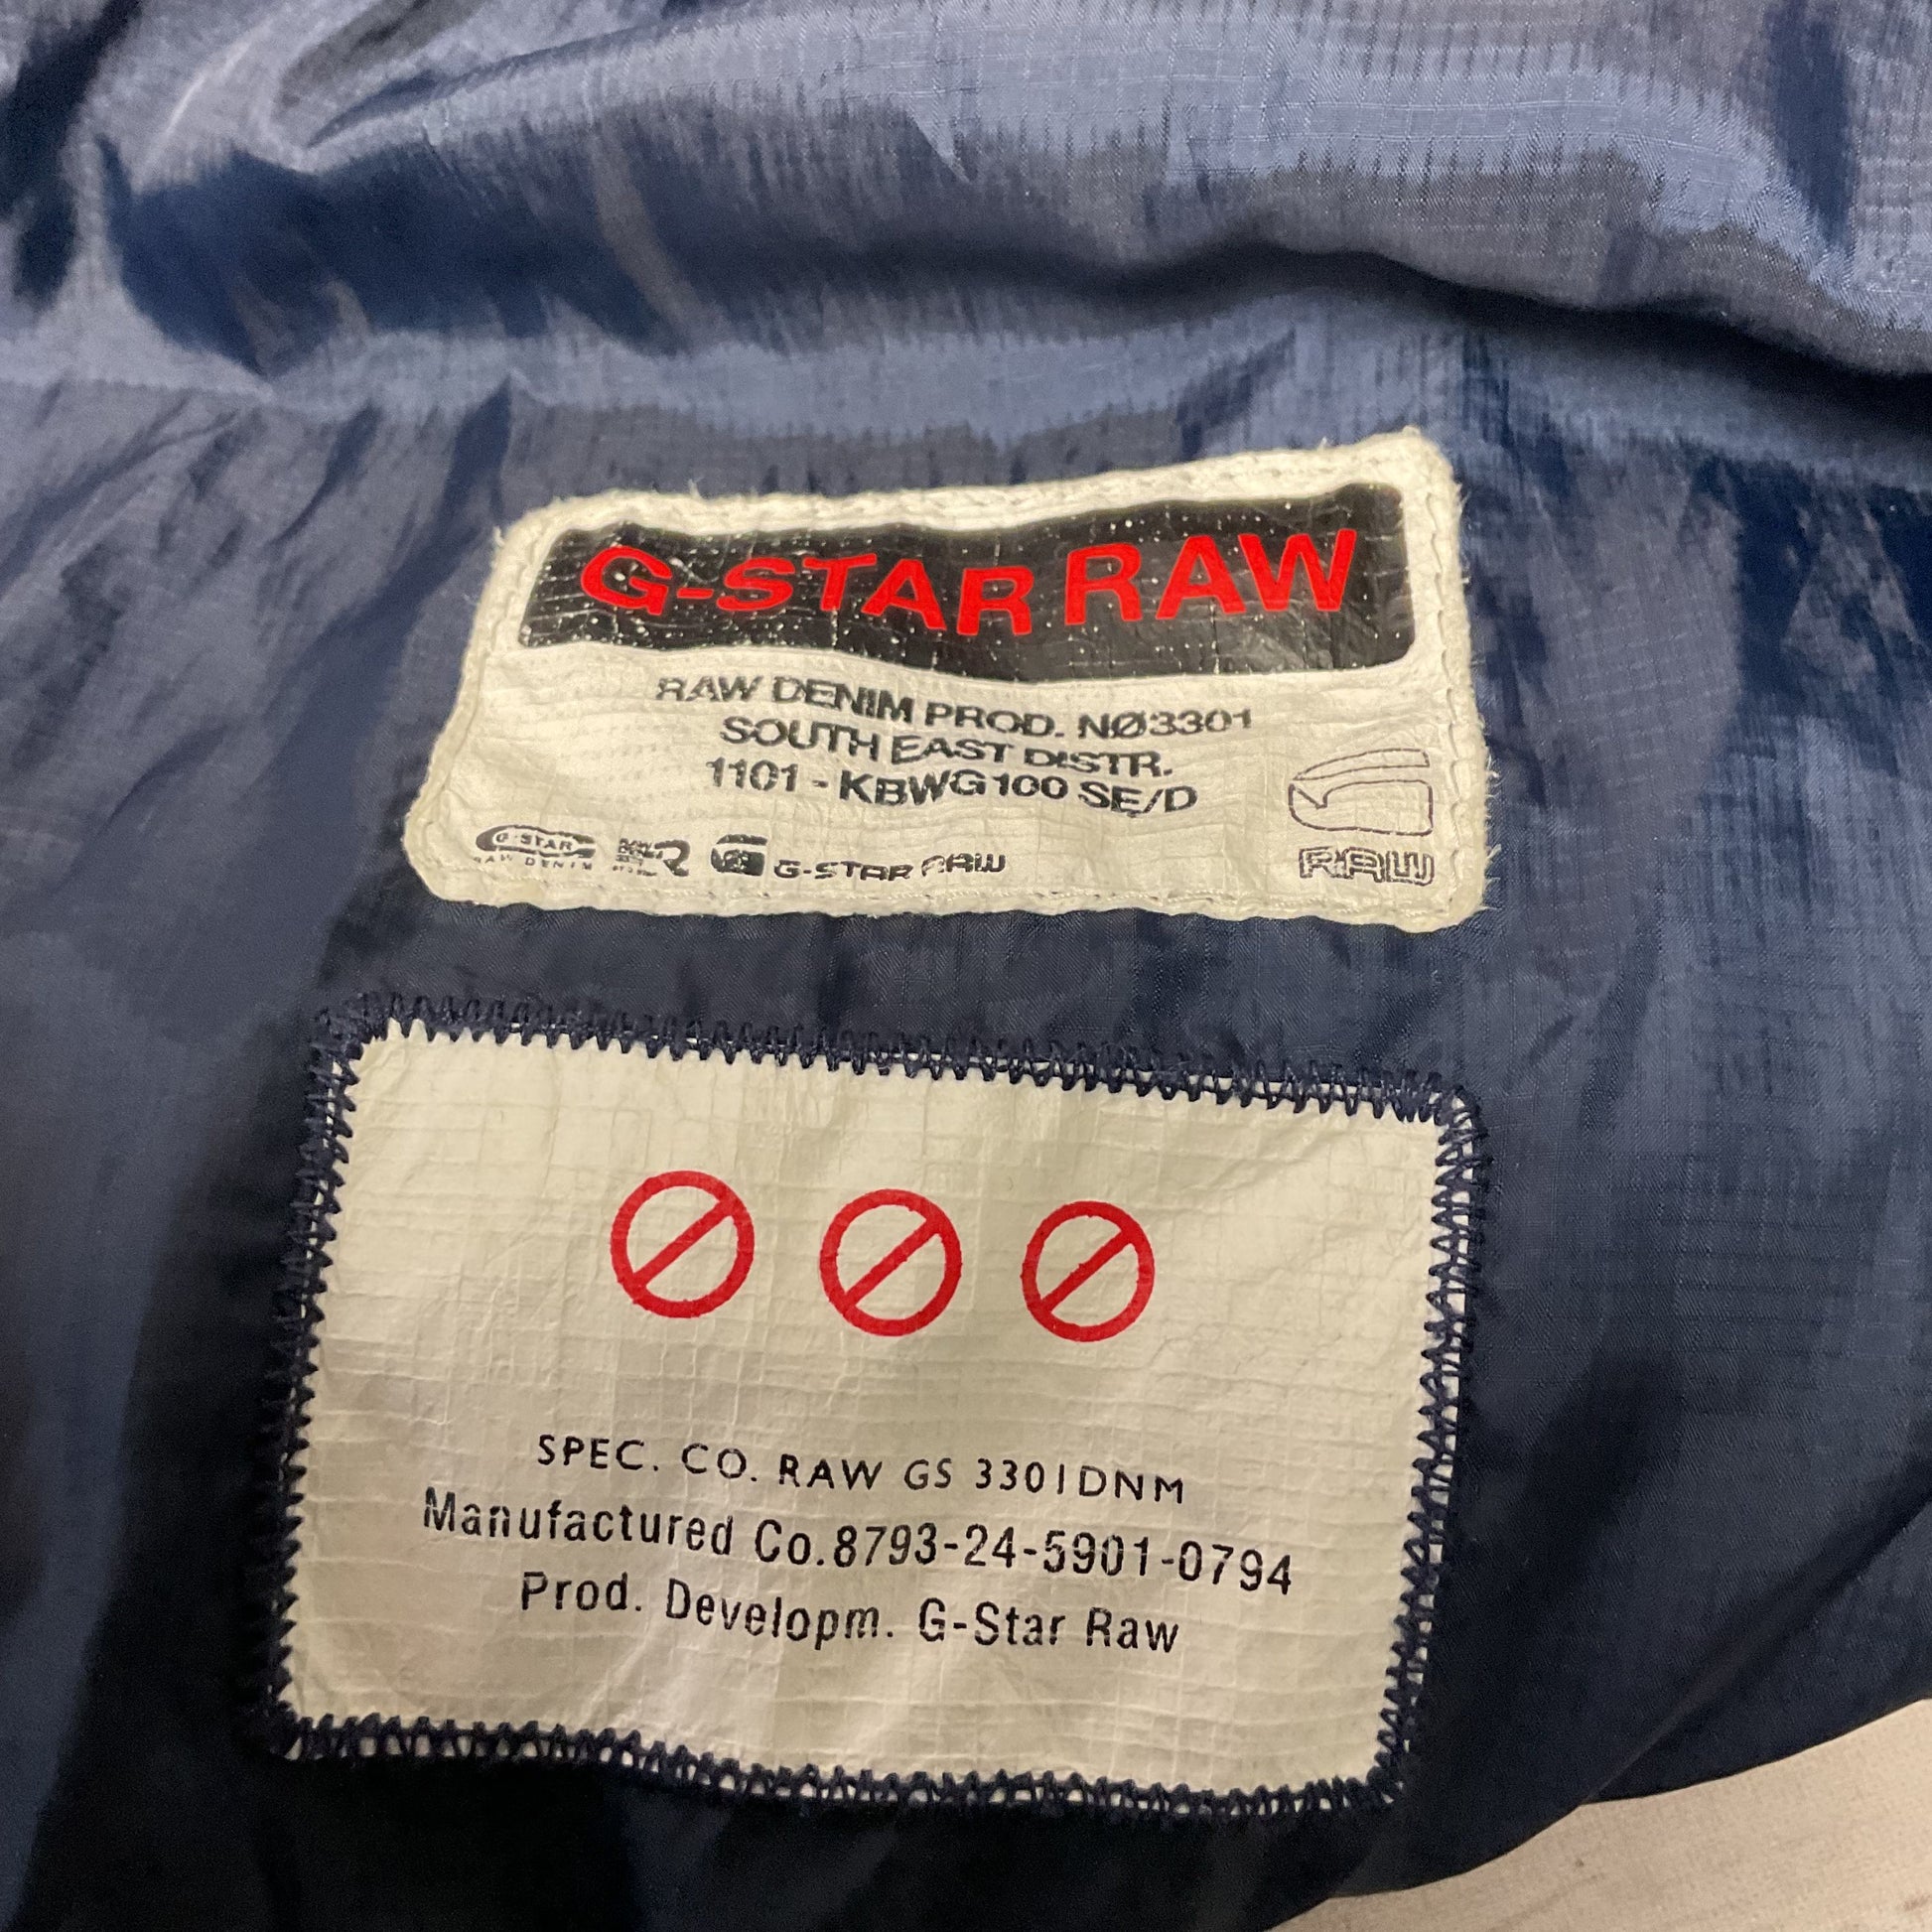 G-STAR RAW
RAW DENIM PROD. NØ3301
SOUTH EAST DISTR.
1101 - KBWG100 SE/D
G-STAR
RAW DENIM
G-STAR RAW
RAW
SPEC. CO. RAW GS 3301DNM
Manufactured Co.8793-24-5901-0794
Prod. Developm. G-Star Raw